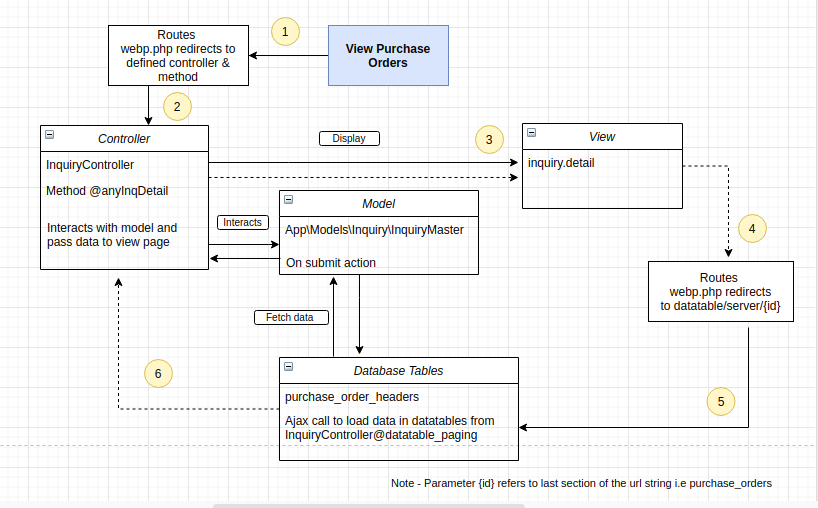 1
View Purchase
Orders
Routes
webp.php redirects to
defined controller &
method
2
Controller
InquiryController
Method @anyInqDetail
Interacts with model and
pass data to view page
Display
3
View
inquiry.detail
Interacts
Model
App\Models\Inquiry\InquiryMaster
On submit action
4
Routes
webp.php redirects
to datatable/server/{id}
Fetch data
5
6
Database Tables
purchase_order_headers
Ajax call to load data in datatables from
InquiryController@datatable_paging
Note - Parameter {id} refers to last section of the url string i.e purchase_orders